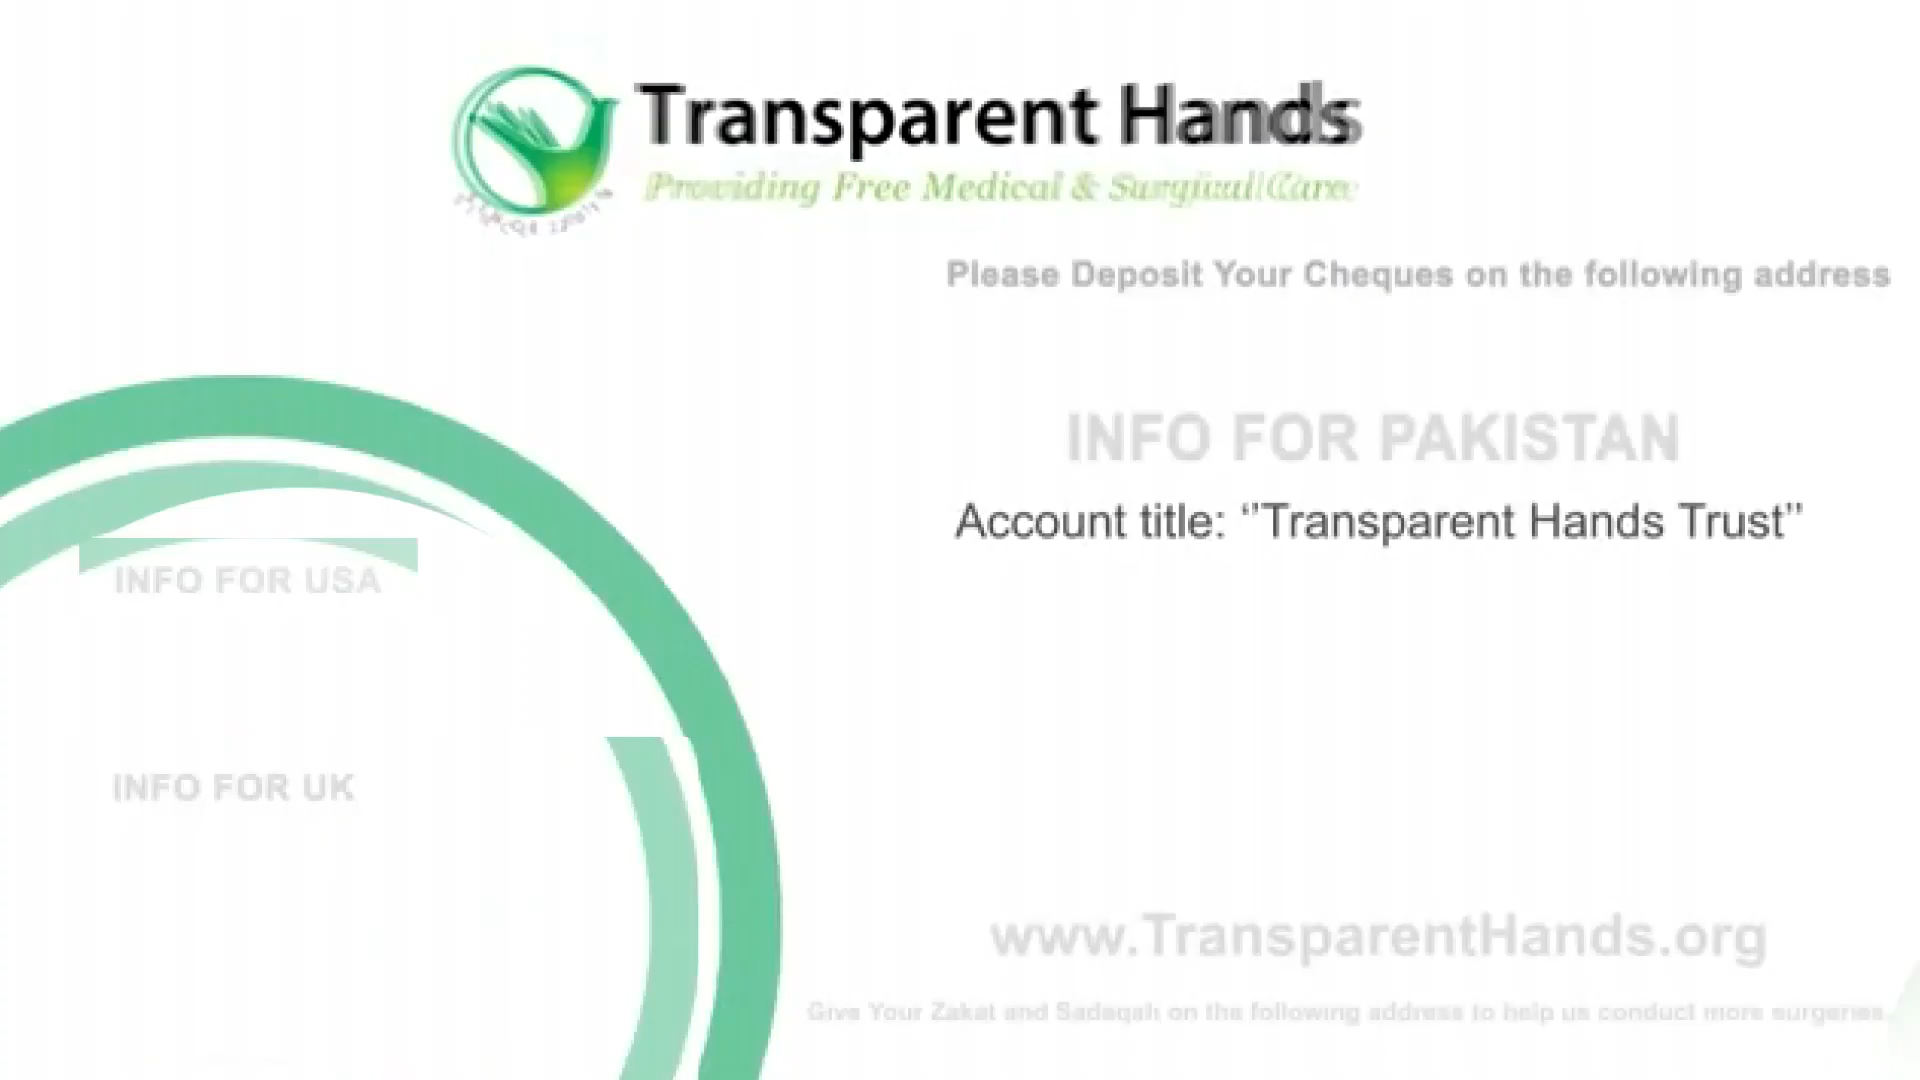 Transparent Hands
Providing Free Medical & Surgical Care
Please Deposit Your Cheques on the following address
INFO FOR PAKISTAN
Account title: ‘’Transparent Hands Trust’’
INFO FOR USA
INFO FOR UK
www.TransparentHands.org
Give Your Zakat and Sadaqah on the following address to help us conduct more surgeries.